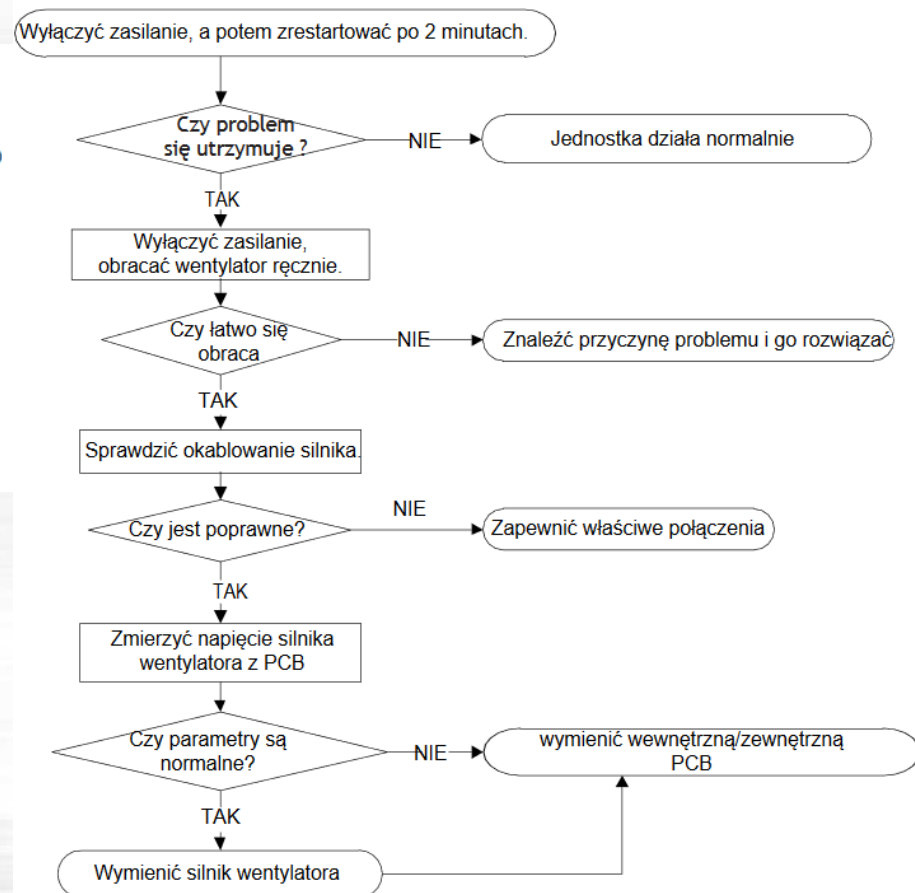 Wyłączyć zasilanie, a potem zrestartować po 2 minutach.
Czy problem
się utrzymuje ?
NIE
Jednostka działa normalnie
TAK
Wyłączyć zasilanie,
obracać wentylator ręcznie.
Czy łatwo się
obraca
NIE
Znaleźć przyczynę problemu i go rozwiązać
TAK
Sprawdzić okablowanie silnika.
Czy jest poprawne?
NIE
Zapewnić właściwe połączenia
TAK
Zmierzyć napięcie silnika
wentylatora z PCB
Czy parametry są
normalne?
NIE
wymienić wewnętrzną/zewnętrzną
PCB
TAK
Wymienić silnik wentylatora